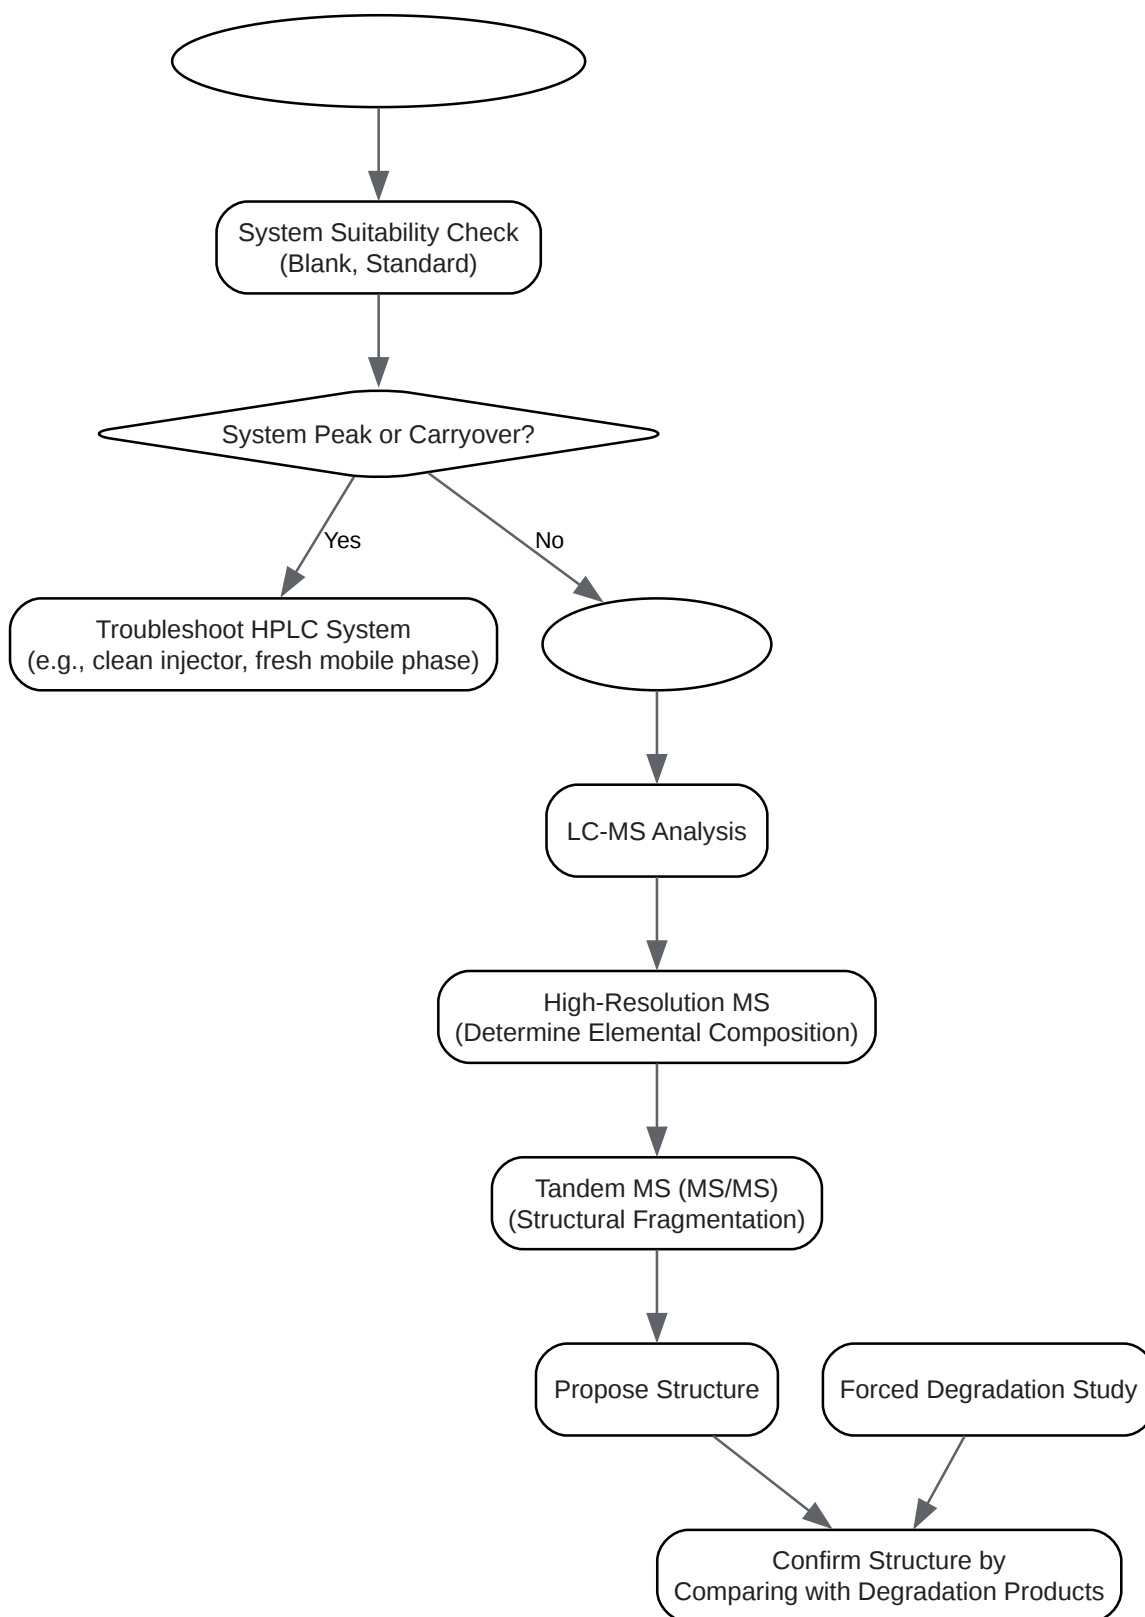 System Suitability Check
(Blank, Standard)
System Peak or Carryover?
Yes
No
Troubleshoot HPLC System
(e.g., clean injector, fresh mobile phase)
LC-MS Analysis
High-Resolution MS
(Determine Elemental Composition)
Tandem MS (MS/MS)
(Structural Fragmentation)
Propose Structure
Forced Degradation Study
Confirm Structure by
Comparing with Degradation Products